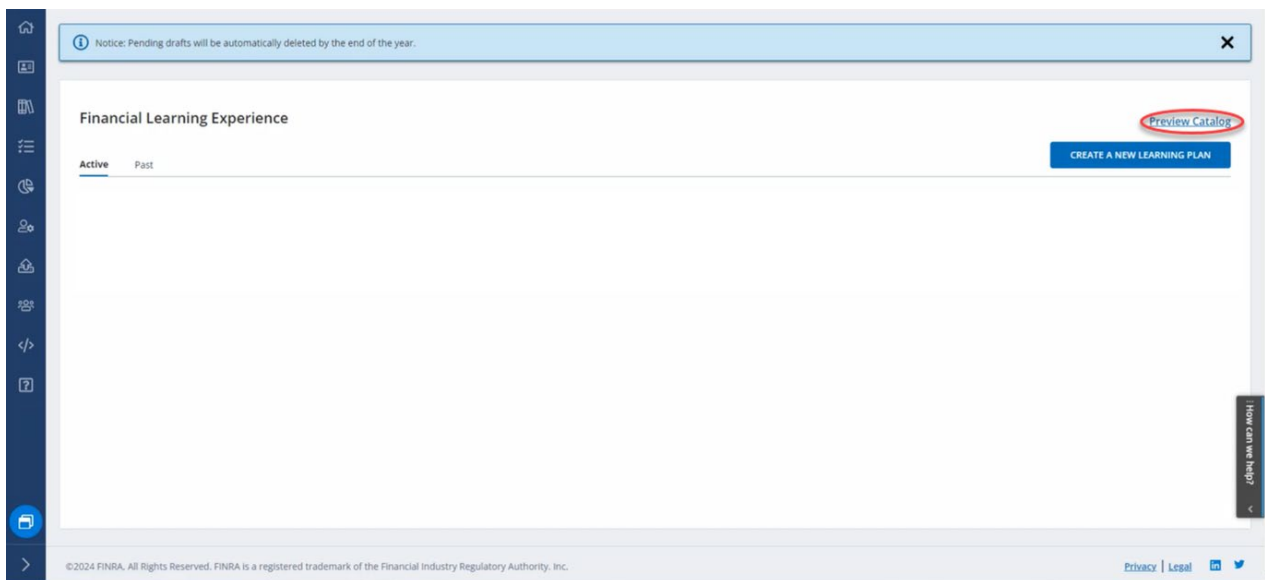 Notice: Pending drafts will be automatically deleted by the end of the year.
Financial Learning Experience
Preview Catalog
Active Past
CREATE A NEW LEARNING PLAN
How can we help?
©2024 FINRA. All Rights Reserved. FINRA is a registered trademark of the Financial Industry Regulatory Authority. Inc.
Privacy | Legal